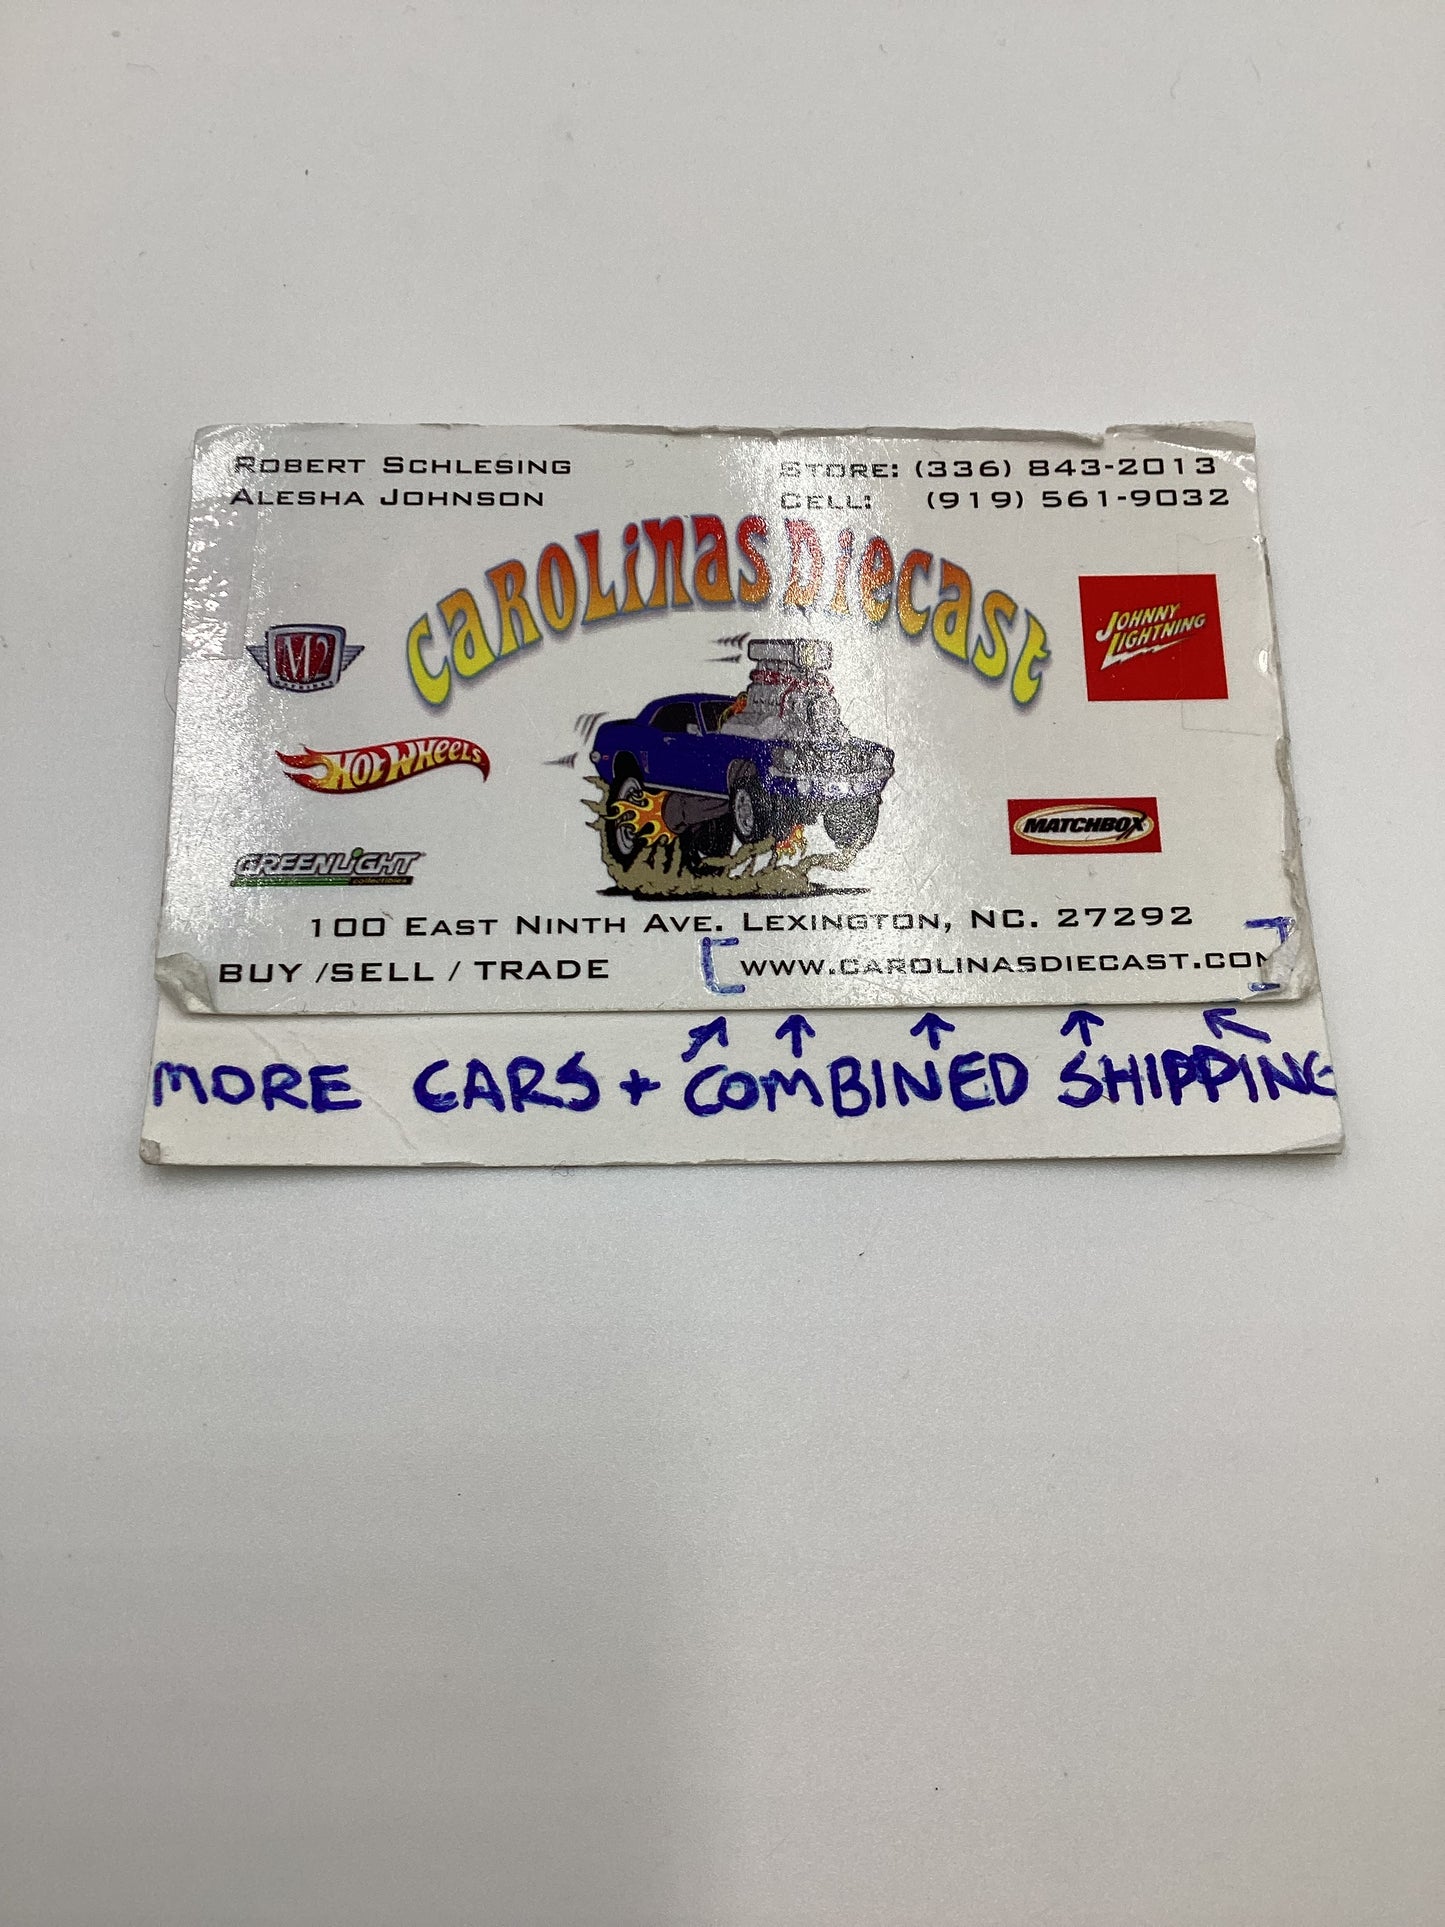 ROBERT SCHLESING
ALESHA JOHNSON
STORE: (336) 843-2013
CELL: (919) 561-9032
CAROLINAS DIECAST
M2
MACHINES
JOHNNY
LIGHTNING
HOT WHEELS
MATCHBOX
GREENLIGHT
collectibles
100 EAST NINTH AVE. LEXINGTON, NC. 27292
BUY /SELL / TRADE [ WWW.CAROLINASDIECAST.COM ]
MORE CARS + COMBINED SHIPPING